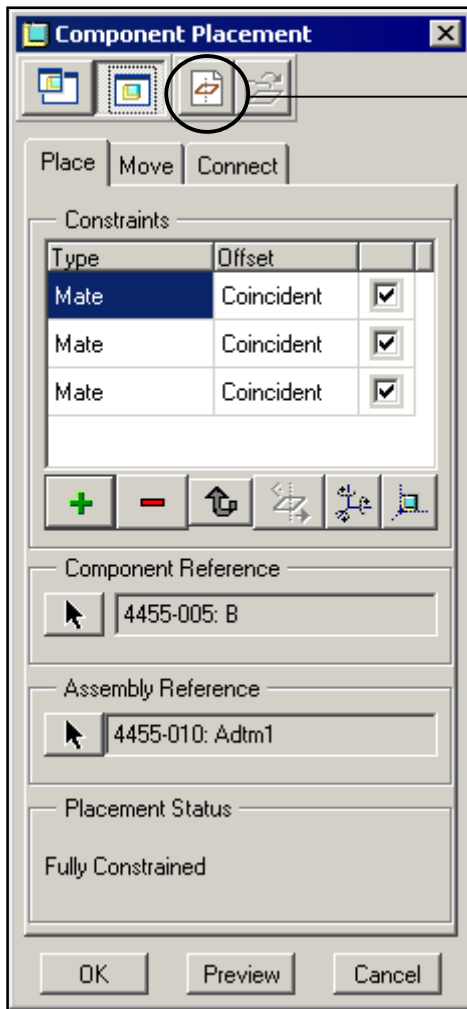 Component Placement
Place Move Connect
Constraints
Type Offset
Mate Coincident
Mate Coincident
Mate Coincident
Component Reference
4455-005: B
Assembly Reference
4455-010: Adtm1
Placement Status
Fully Constrained
OK Preview Cancel